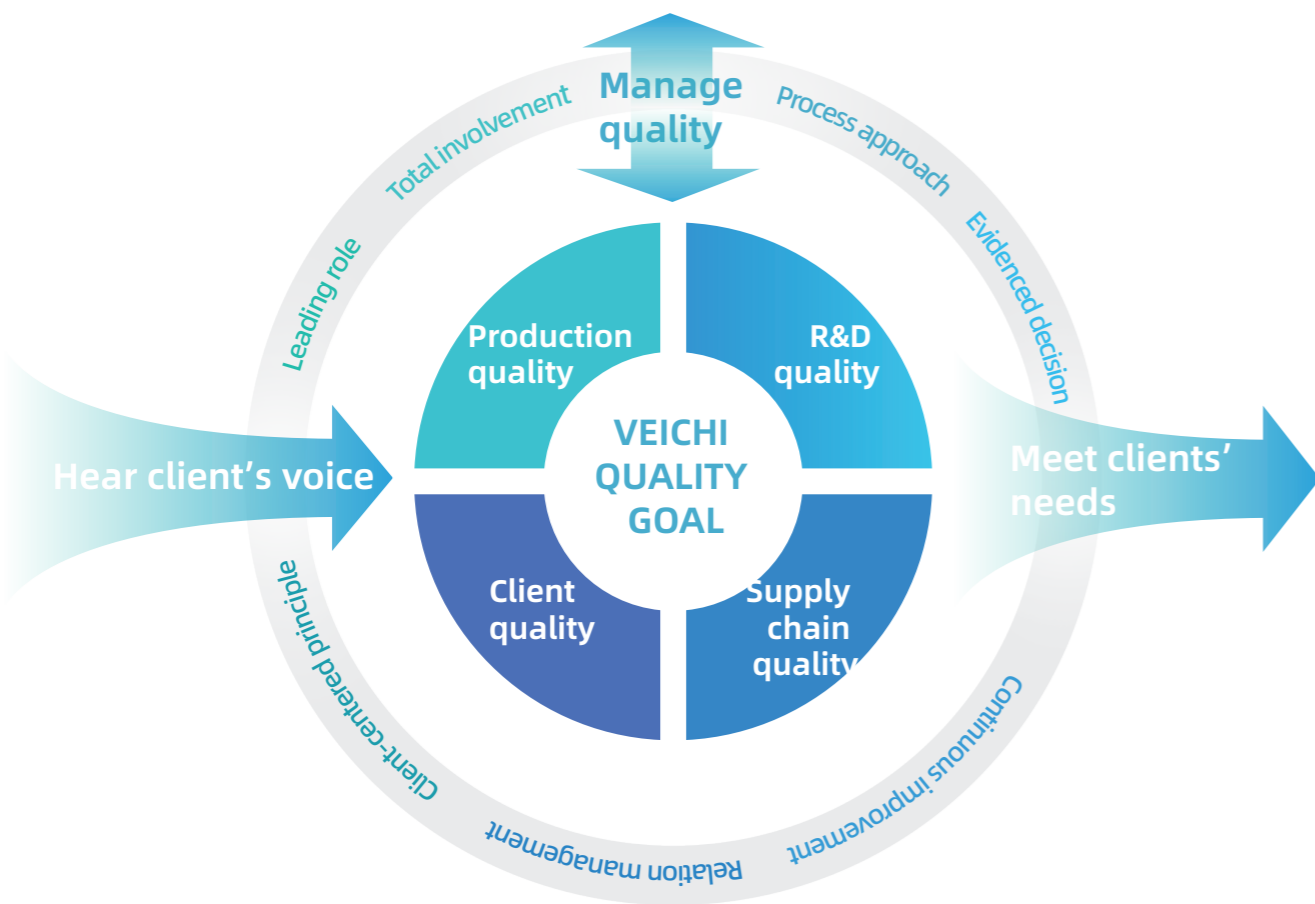 Manage
quality
Total involvement
Process approach
Leading role
Evidenced decision
Production
quality
R&D
quality
Hear client's voice
VEICHI
QUALITY
GOAL
Meet clients'
needs
Client
quality
Supply
chain
quality
Client-centered principle
Relation management
Continuous improvement